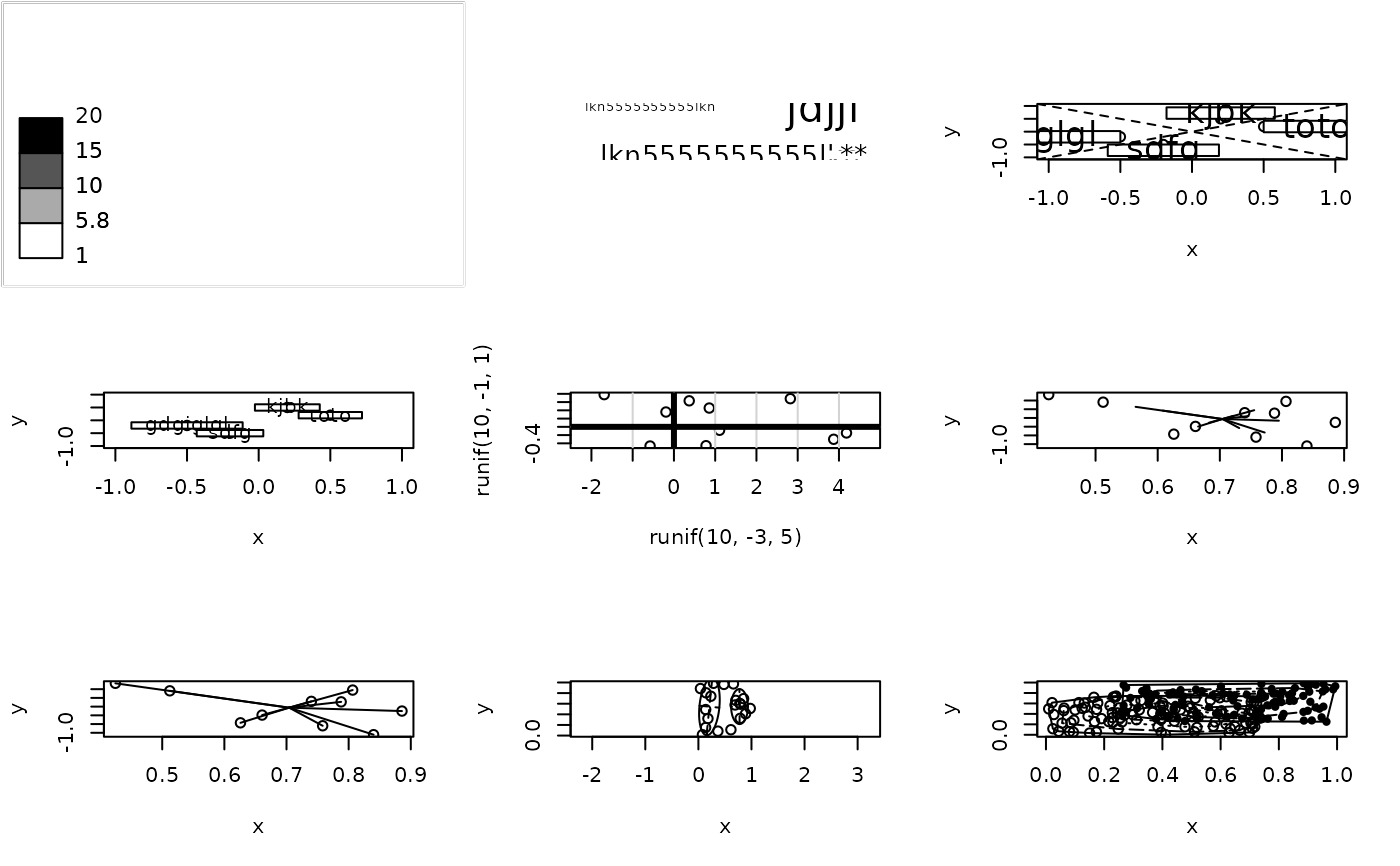 20
15
10
5.8
1
lkn5555555555lkn
jdjjl
lkn5555555555l
**
y
-1.0
glgl
kjbk
toto
sdfg
-1.0 -0.5 0.0 0.5 1.0
x
y
-1.0
kjbk
toto
sdfg
-1.0 -0.5 0.0 0.5 1.0
x
runif(10, -1, 1)
-0.4
-2 0 1 2 3 4
runif(10, -3, 5)
y
-1.0
0.5 0.6 0.7 0.8 0.9
x
y
-1.0
0.5 0.6 0.7 0.8 0.9
x
y
0.0
-2 -1 0 1 2 3
x
y
0.0
0.0 0.2 0.4 0.6 0.8 1.0
x